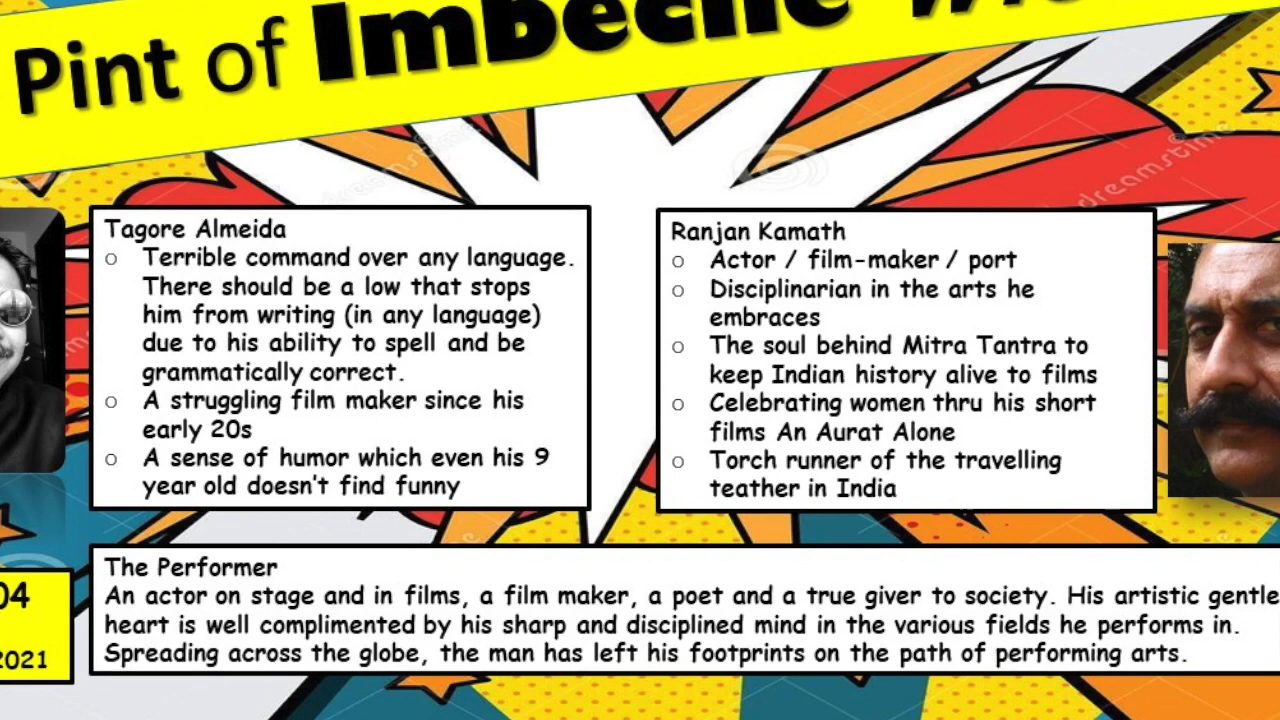 Pint of Imbecile
Tagore Almeida
o Terrible command over any language.
There should be a low that stops
him from writing (in any language)
due to his ability to spell and be
grammatically correct.
o A struggling film maker since his
early 20s
o A sense of humor which even his 9
year old doesn't find funny
Ranjan Kamath
o Actor / film-maker / port
o Disciplinarian in the arts he
embraces
o The soul behind Mitra Tantra to
keep Indian history alive to films
o Celebrating women thru his short
films An Aurat Alone
o Torch runner of the travelling
teather in India
The Performer
An actor on stage and in films, a film maker, a poet and a true giver to society. His artistic gentle
heart is well complimented by his sharp and disciplined mind in the various fields he performs in.
Spreading across the globe, the man has left his footprints on the path of performing arts.
04
2021
dreamstime